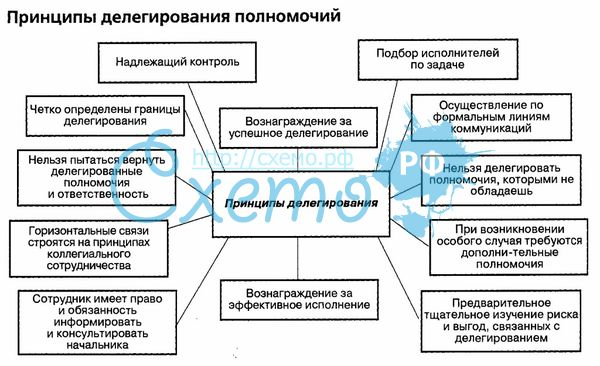 Принципы делегирования полномочий
Надлежащий контроль
Подбор исполнителей
по задаче
Четко определены границы
делегирования
Вознаграждение за
успешное делегирование
Осуществление по
формальным линиям
коммуникаций
Нельзя пытаться вернуть
делегированные
полномочия
и ответственность
http://схемо.рф
Схемо
РФ
Принципы делегирования
Нельзя делегировать
полномочия, которыми не
обладаешь
Горизонтальные связи
строятся на принципах
коллегиального
сотрудничества
При возникновении
особого случая требуются
дополни-тельные
полномочия
Сотрудник имеет право
и обязанность
информировать
и консультировать
начальника
Вознаграждение за
эффективное исполнение
Предварительное
тщательное изучение риска
и выгод, связанных с
делегированием